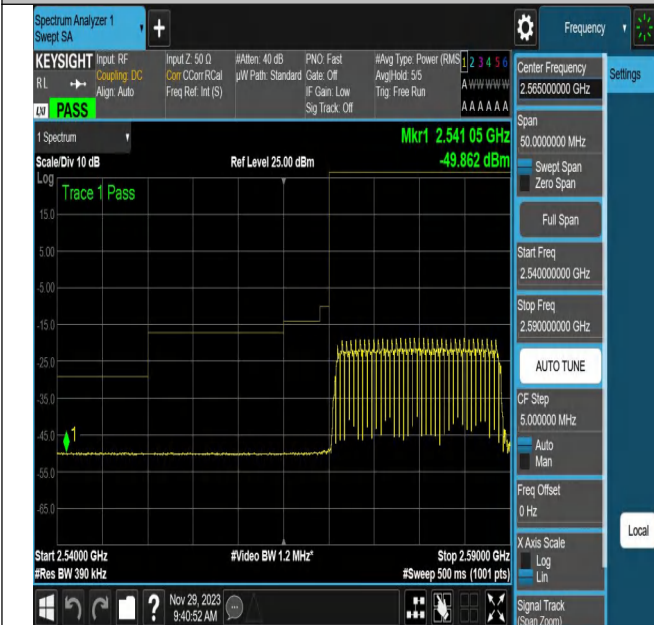 Spectrum Analyzer 1
Swept SA
Frequency
KEYSIGHT
RL
LXI PASS
Input: RF
Coupling: DC
Align: Auto
Input Z: 50 Ω
Corr CCorr RCal
Freq Ref: Int (S)
#Atten: 40 dB
µW Path: Standard
PNO: Fast
Gate: Off
IF Gain: Low
Sig Track: Off
#Avg Type: Power (RMS
Avg|Hold: 5/5
Trig: Free Run
1 2 3 4 5 6
A W W W W W
A A A A A A
1 Spectrum
Scale/Div 10 dB
Ref Level 25.00 dBm
Mkr1 2.541 05 GHz
-49.862 dBm
Log
Trace 1 Pass
15.0
5.00
-5.00
-15.0
-25.0
-35.0
-45.0
-55.0
-65.0
1
Start 2.54000 GHz
#Res BW 390 kHz
#Video BW 1.2 MHz*
Stop 2.59000 GHz
#Sweep 500 ms (1001 pts)
Nov 29, 2023
9:40:52 AM
Center Frequency
2.565000000 GHz
Settings
Span
50.0000000 MHz
Swept Span
Zero Span
Full Span
Start Freq
2.540000000 GHz
Stop Freq
2.590000000 GHz
AUTO TUNE
CF Step
5.000000 MHz
Auto
Man
Freq Offset
0 Hz
X Axis Scale
Log
Lin
Local
Signal Track
(Span Zoom)